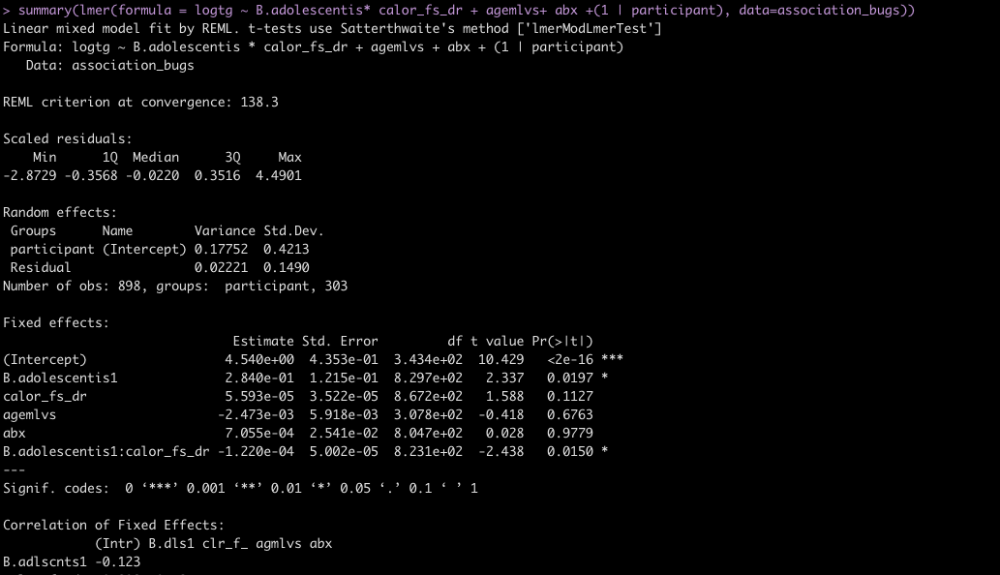 > summary(lmer(formula = logtg ~ B.adolescentis* calor_fs_dr + agemlvs+ abx +(1 | participant), data=association_bugs))
Linear mixed model fit by REML. t-tests use Satterthwaite's method ['lmerModLmerTest']
Formula: logtg ~ B.adolescentis * calor_fs_dr + agemlvs + abx + (1 | participant)
   Data: association_bugs

REML criterion at convergence: 138.3

Scaled residuals:
    Min      1Q  Median      3Q     Max
-2.8729 -0.3568 -0.0220  0.3516  4.4901

Random effects:
 Groups      Name        Variance Std.Dev.
 participant (Intercept) 0.17752  0.4213
 Residual                0.02221  0.1490
Number of obs: 898, groups:  participant, 303

Fixed effects:
                             Estimate Std. Error         df t value Pr(>|t|)
(Intercept)                 4.540e+00  4.353e-01  3.434e+02  10.429   <2e-16 ***
B.adolescentis1             2.840e-01  1.215e-01  8.297e+02   2.337   0.0197 *
calor_fs_dr                 5.593e-05  3.522e-05  8.672e+02   1.588   0.1127
agemlvs                    -2.473e-03  5.918e-03  3.078e+02  -0.418   0.6763
abx                         7.055e-04  2.541e-02  8.047e+02   0.028   0.9779
B.adolescentis1:calor_fs_dr -1.220e-04  5.002e-05  8.231e+02  -2.438   0.0150 *
---
Signif. codes:  0 ‘***’ 0.001 ‘**’ 0.01 ‘*’ 0.05 ‘.’ 0.1 ‘ ’ 1

Correlation of Fixed Effects:
            (Intr) B.dls1 clr_f_ agmlvs abx
B.adlscnts1 -0.123